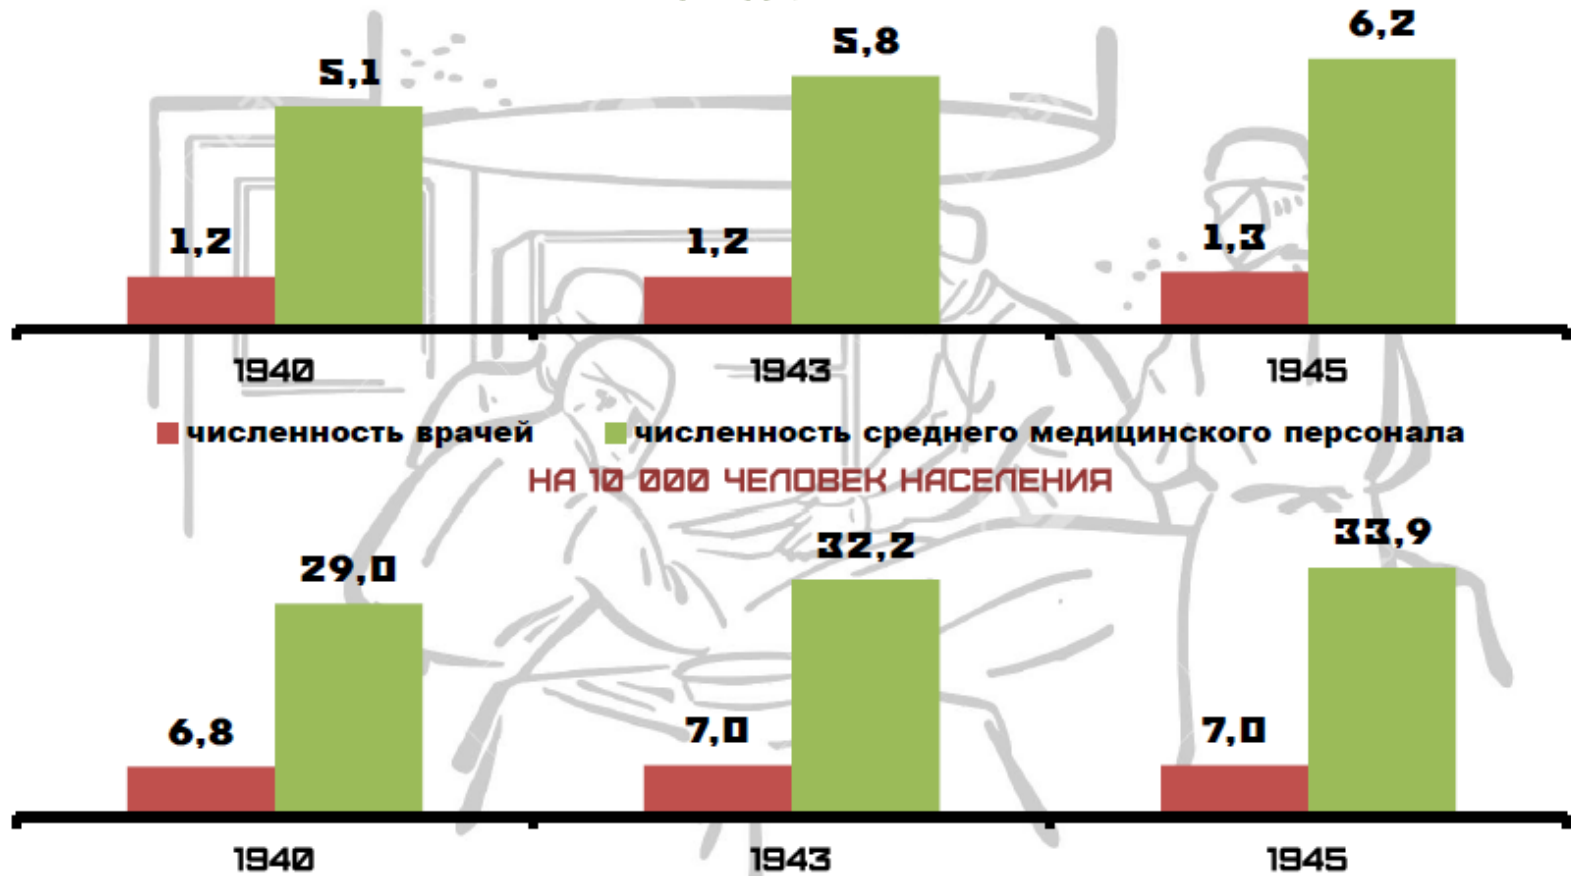 6,2
5,8
5,1
1,2 1,2 1,3
1940 1943 1945
численность врачей численность среднего медицинского персонала
НА 10 000 ЧЕЛОВЕК НАСЕЛЕНИЯ
33,9
32,2
29,0
6,8 7,0 7,0
1940 1943 1945